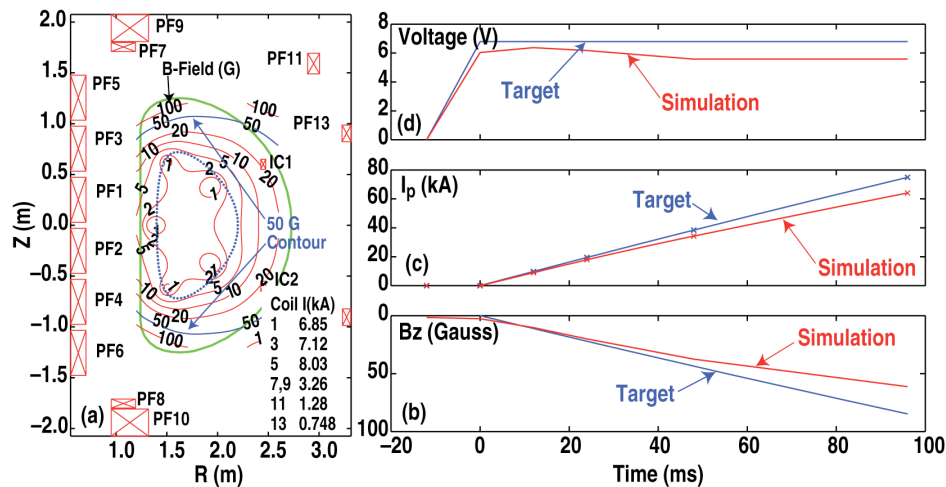 2.0
1.5
1.0
0.5
0.0
−0.5
−1.0
−1.5
−2.0
Z (m)
PF9
PF7
B-Field (G)
PF11
PF5
100
100
50
50
PF13
20
PF3
10
10
5
IC1
1
2
20
PF1
5
1
2
50 G
Contour
PF2
2
5
2
1
20
1
5
10
IC2
PF4
10
20
50
50
100
1
PF6
Coil I(kA)
1 6.85
3 7.12
5 8.03
7,9 3.26
11 1.28
13 0.748
PF8
PF10
(a)
1.0 1.5 2.0 2.5 3.0
R (m)
8
6
4
2
0
Voltage (V)
Target
Simulation
(d)
80
60
40
20
0
Ip (kA)
Target
Simulation
(c)
0
50
100
Bz (Gauss)
Simulation
Target
(b)
−20 0 20 40 60 80 100
Time (ms)